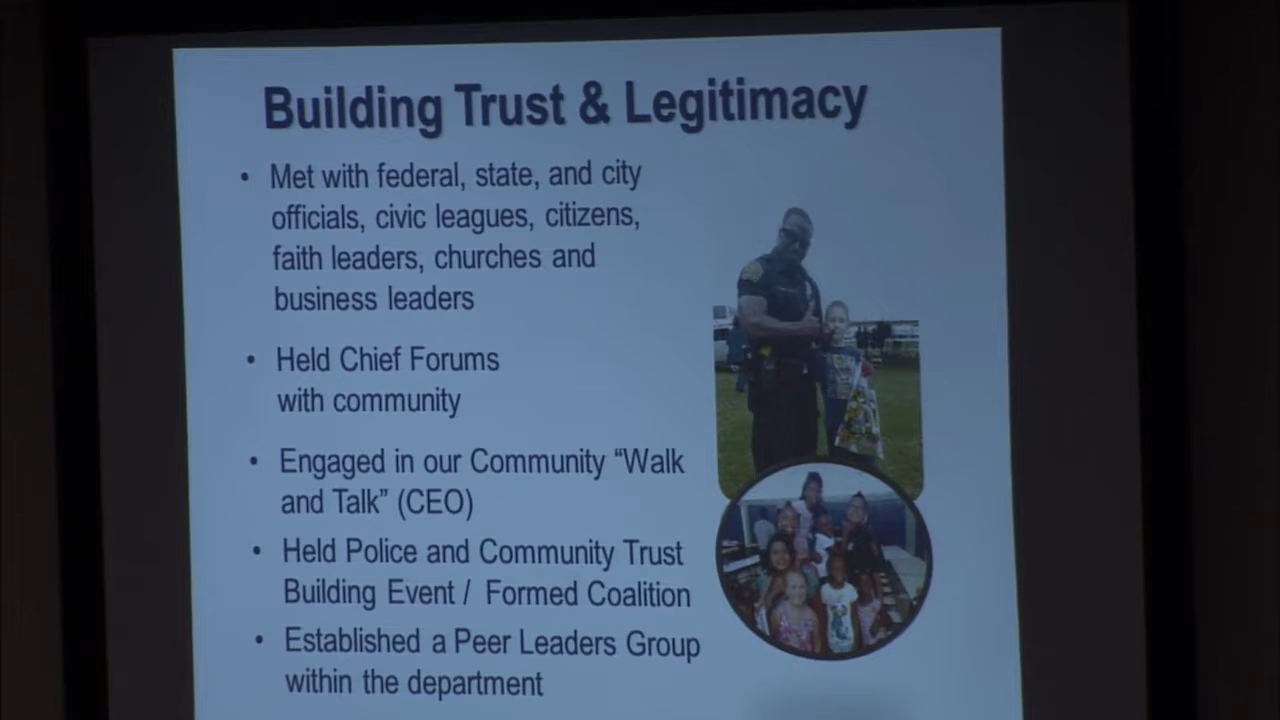 Building Trust & Legitimacy
• Met with federal, state, and city
officials, civic leagues, citizens,
faith leaders, churches and
business leaders
• Held Chief Forums
with community
• Engaged in our Community “Walk
and Talk” (CEO)
• Held Police and Community Trust
Building Event / Formed Coalition
• Established a Peer Leaders Group
within the department